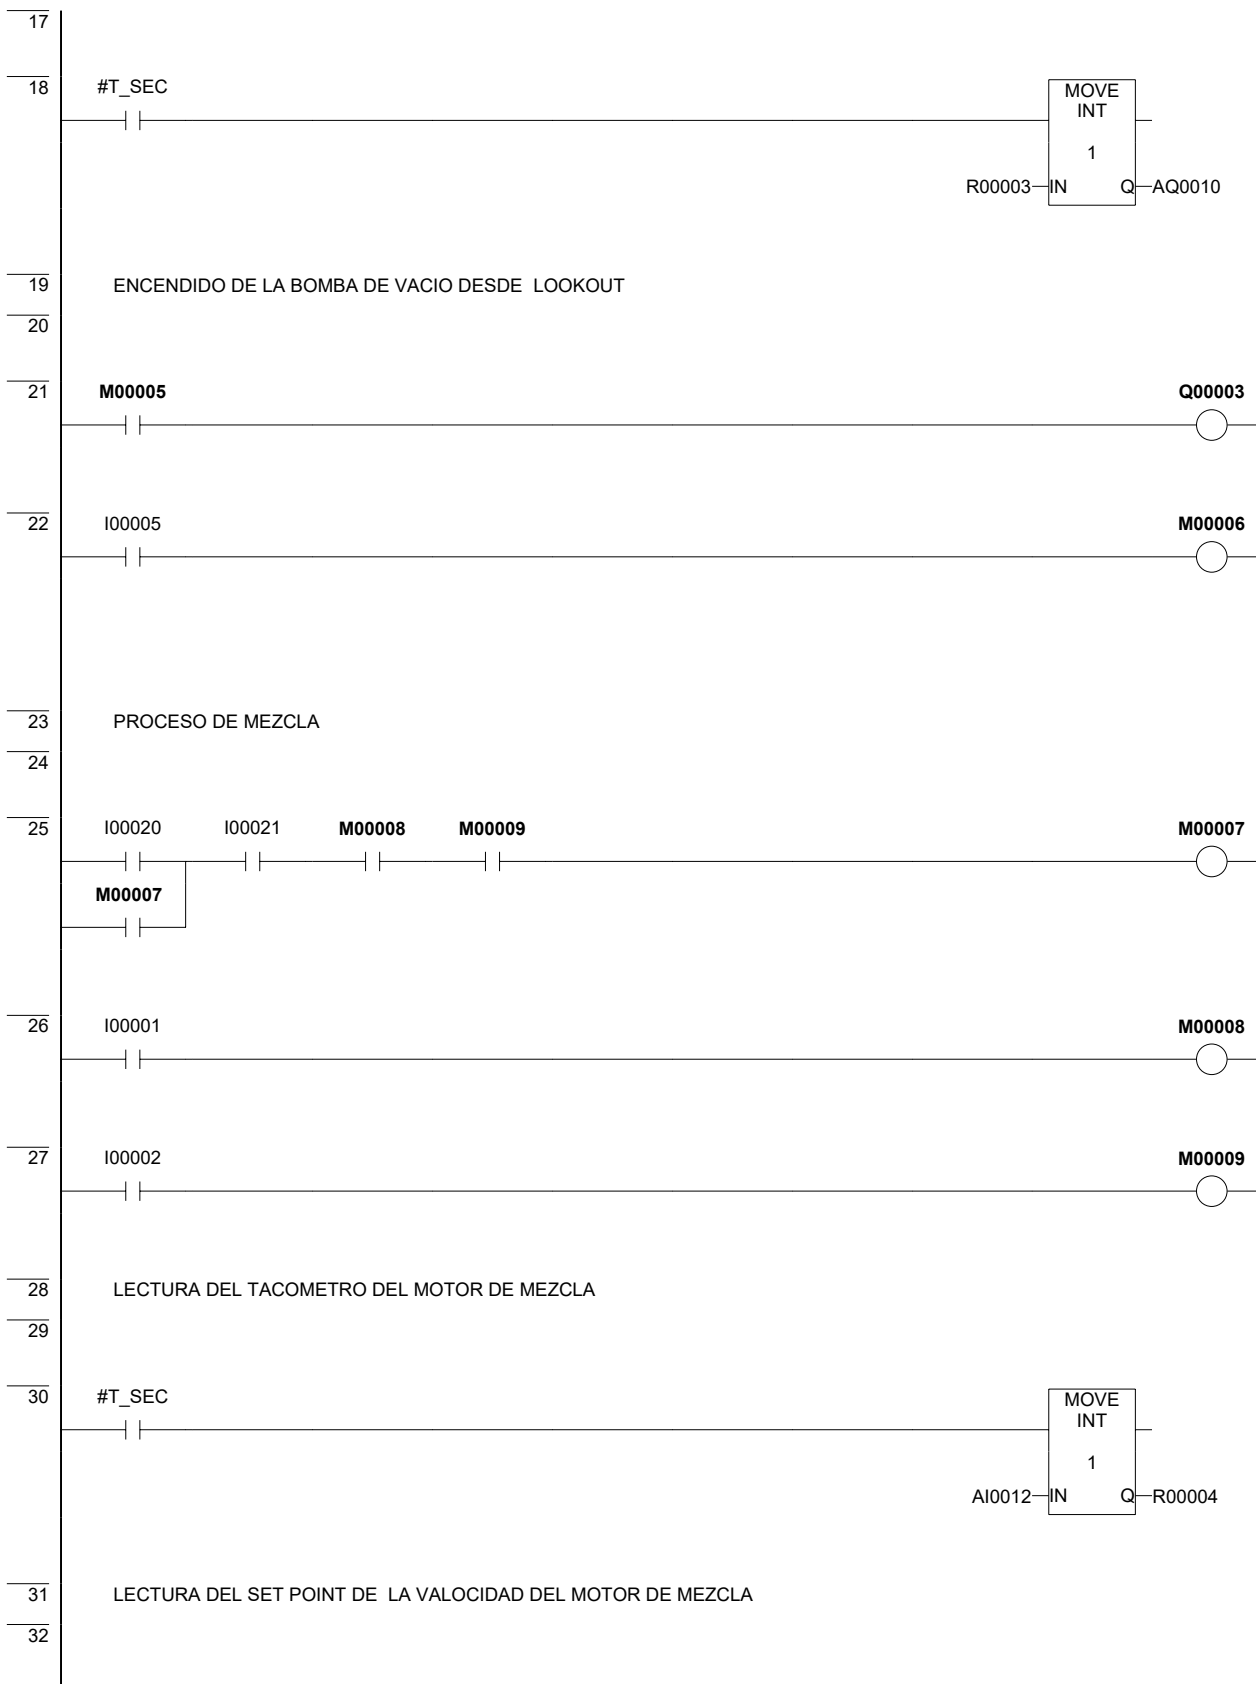 17
18 #T_SEC MOVE
INT
1
R00003 IN Q AQ0010
19 ENCENDIDO DE LA BOMBA DE VACIO DESDE LOOKOUT
20
21 M00005 Q00003
22 I00005 M00006
23 PROCESO DE MEZCLA
24
25 I00020 I00021 M00008 M00009 M00007
M00007
26 I00001 M00008
27 I00002 M00009
28 LECTURA DEL TACOMETRO DEL MOTOR DE MEZCLA
29
30 #T_SEC MOVE
INT
1
AI0012 IN Q R00004
31 LECTURA DEL SET POINT DE LA VALOCIDAD DEL MOTOR DE MEZCLA
32